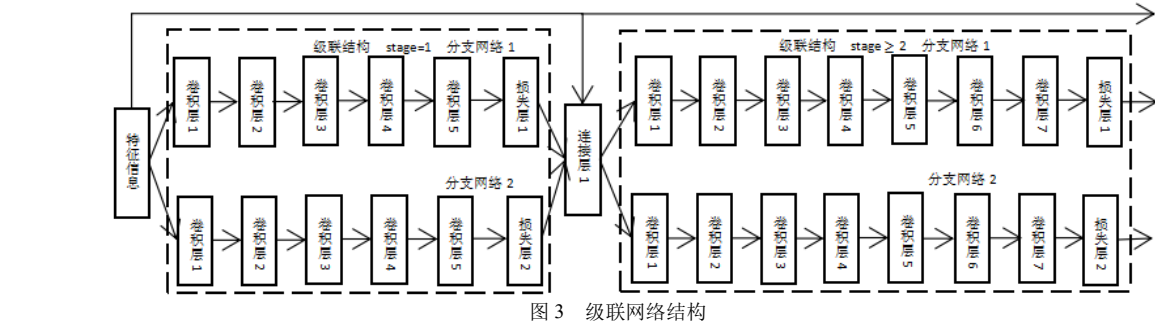 级联结构 stage=1 分支网络 1
级联结构 stage≥2 分支网络 1
特征信息
卷积层 1
卷积层 2
卷积层 3
卷积层 4
卷积层 5
损失层 1
分支网络 2
卷积层 1
卷积层 2
卷积层 3
卷积层 4
卷积层 5
损失层 2
连接层 1
卷积层 1
卷积层 2
卷积层 3
卷积层 4
卷积层 5
卷积层 6
卷积层 7
损失层 1
分支网络 2
卷积层 1
卷积层 2
卷积层 3
卷积层 4
卷积层 5
卷积层 6
卷积层 7
损失层 2
图 3 级联网络结构